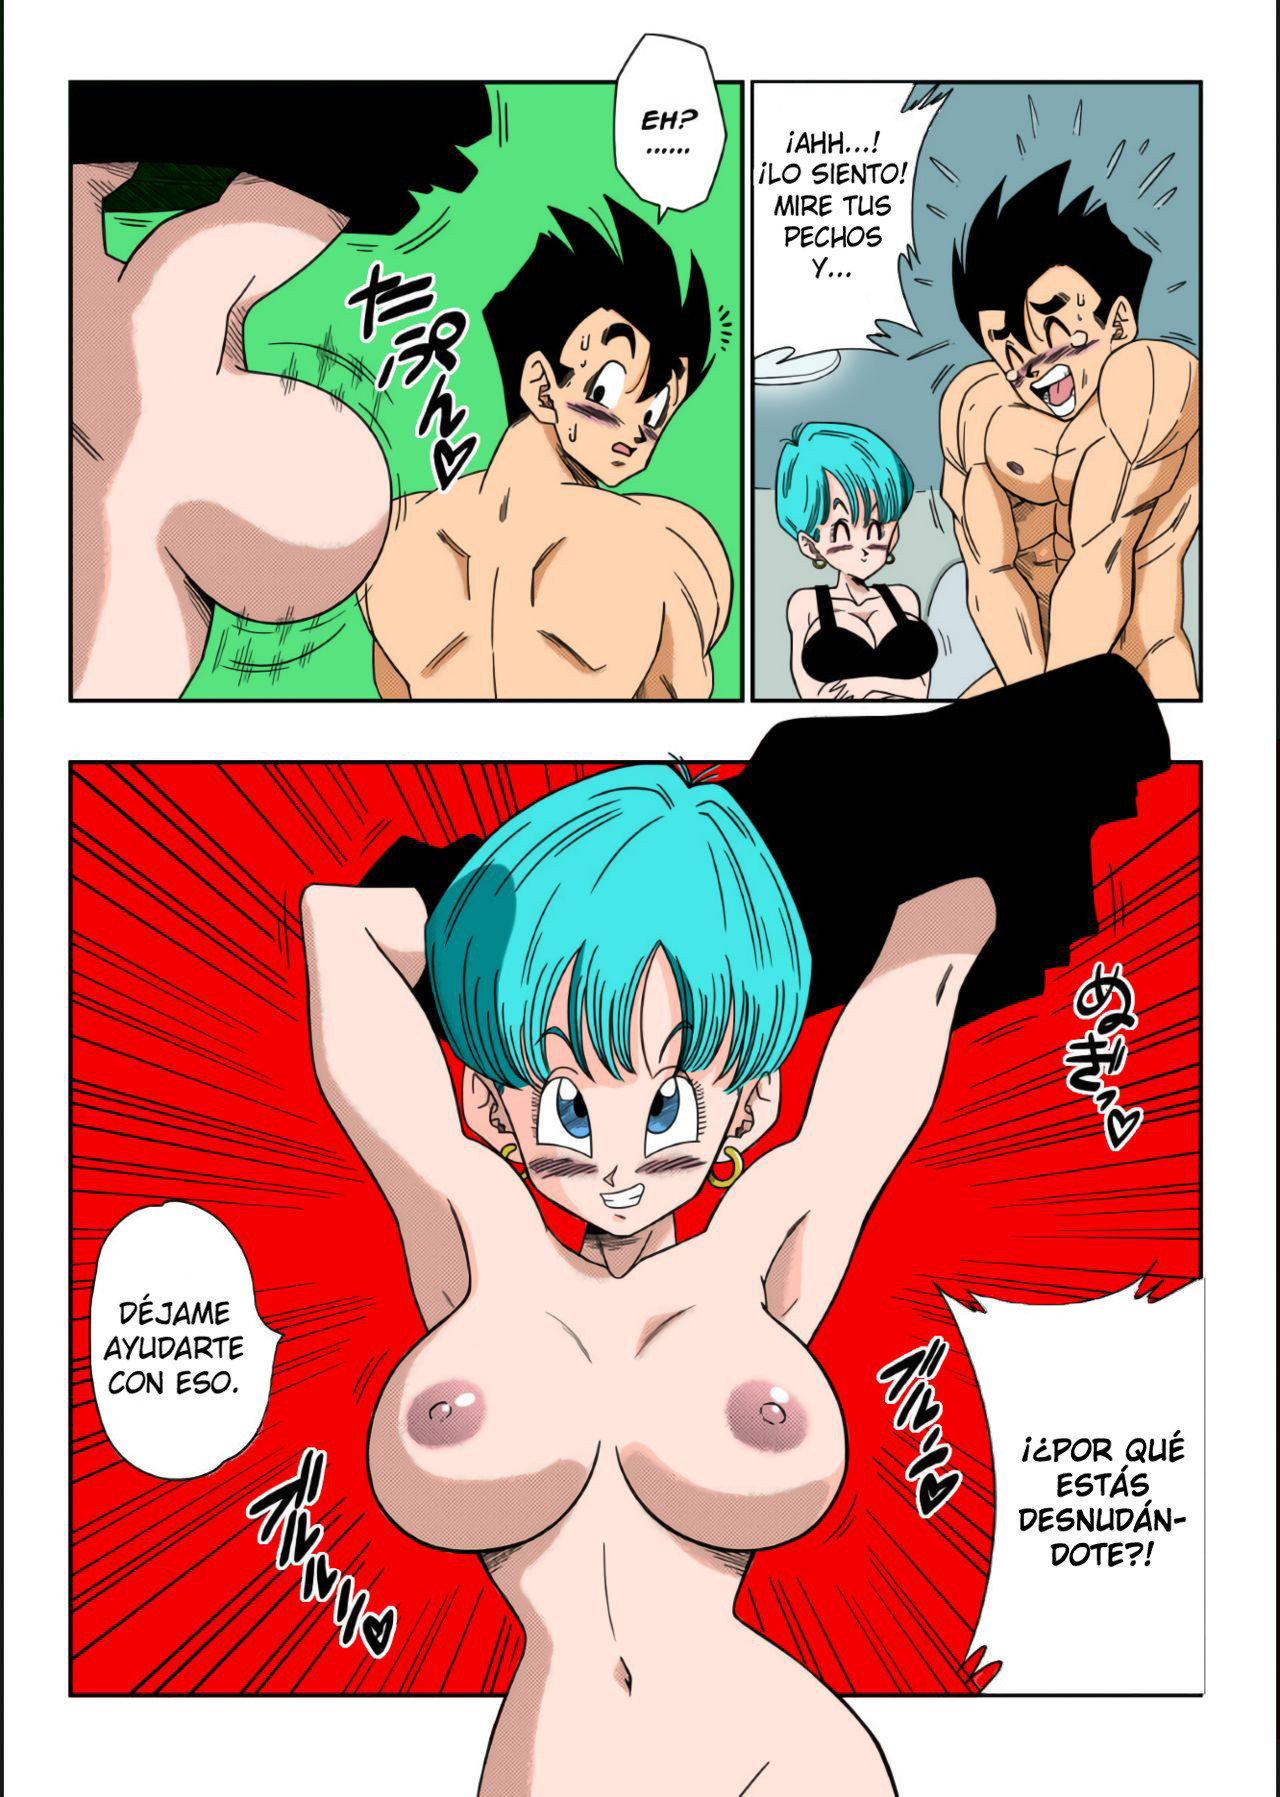 ¡AHH...!
¡LO SIENTO!
MIRE TUS
PECHOS
Y...
EH?
......
たぷん♡
ぬぎっ♡
¡¿POR QUÉ
ESTÁS
DESNUDÁN-
DOTE?!
DÉJAME
AYUDARTE
CON ESO.